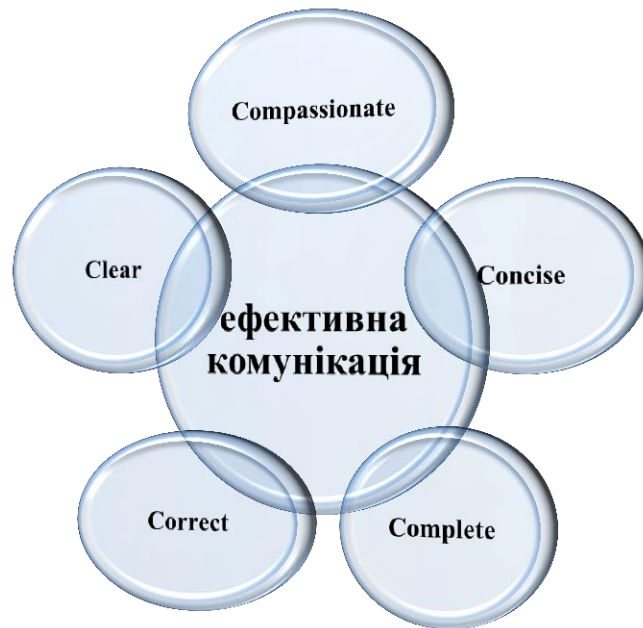 Compassionate
Clear
Concise
ефективна
комунікація
Correct
Complete